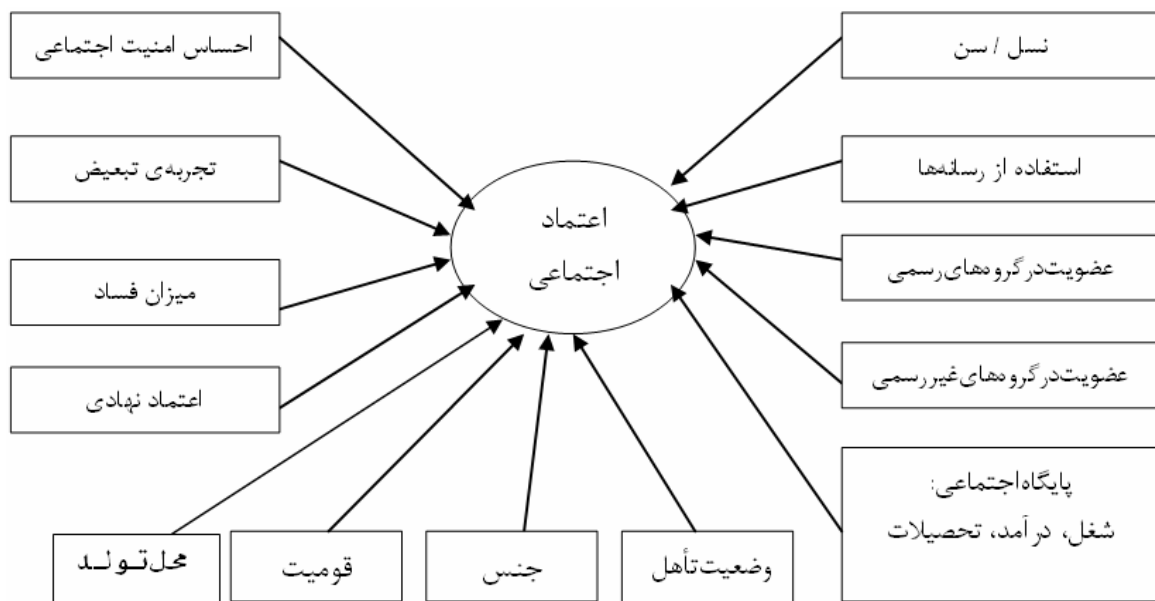 نسل / سن
احساس امنیت اجتماعی
استفاده از رسانه‌ها
تجربه‌ی تبعیض
اعتماد
اجتماعی
عضویت در گروه‌های رسمی
میزان فساد
عضویت در گروه‌های غیر رسمی
اعتماد نهادی
پایگاه اجتماعی:
شغل، درآمد، تحصیلات
وضعیت تأهل
جنس
قومیت
محل تولد